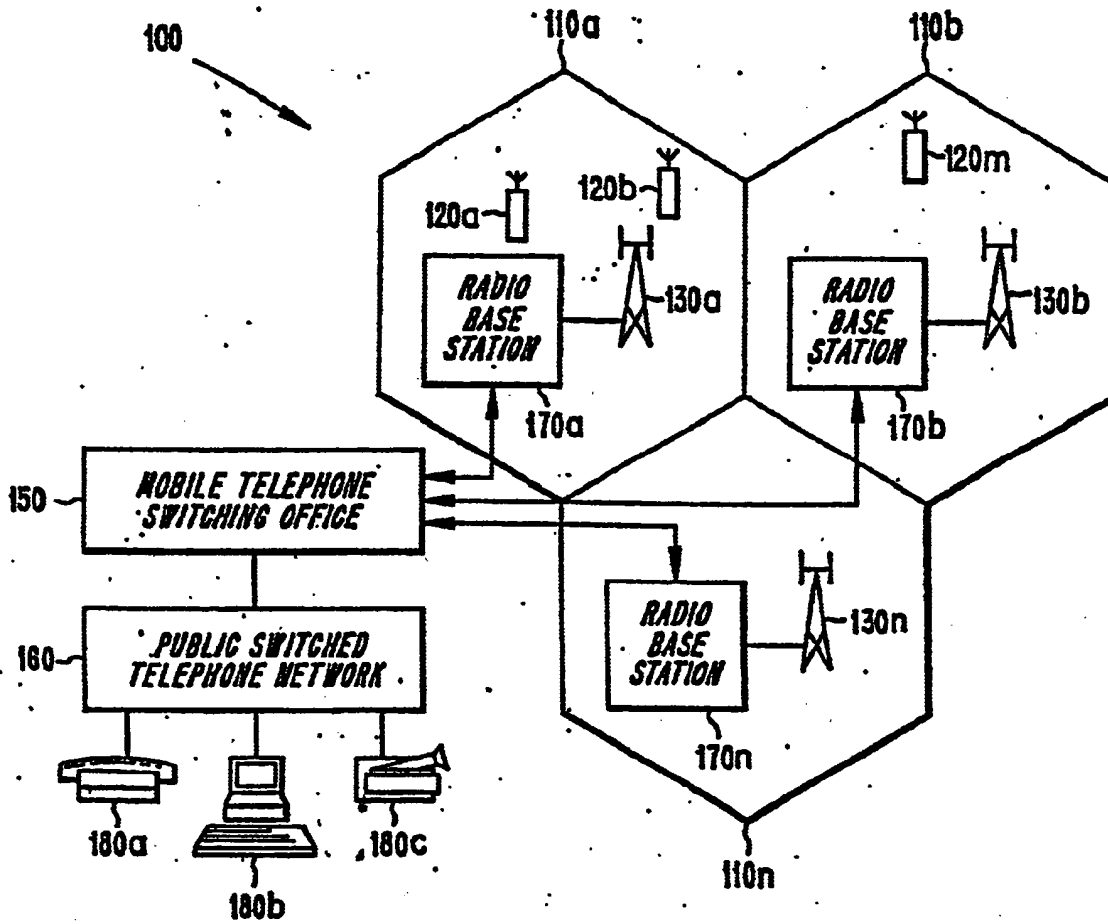 100
110a
110b
120a
120b
120m
RADIO
BASE
STATION
130a
170a
RADIO
BASE
STATION
130b
170b
150
MOBILE TELEPHONE
SWITCHING OFFICE
160
PUBLIC SWITCHED
TELEPHONE NETWORK
RADIO
BASE
STATION
130n
170n
180a
180b
180c
110n